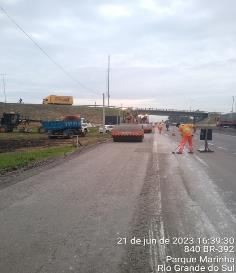 21 de jun de 2023 16:39:30
840 BR-392
Parque Marinha
Rio Grande do Sul